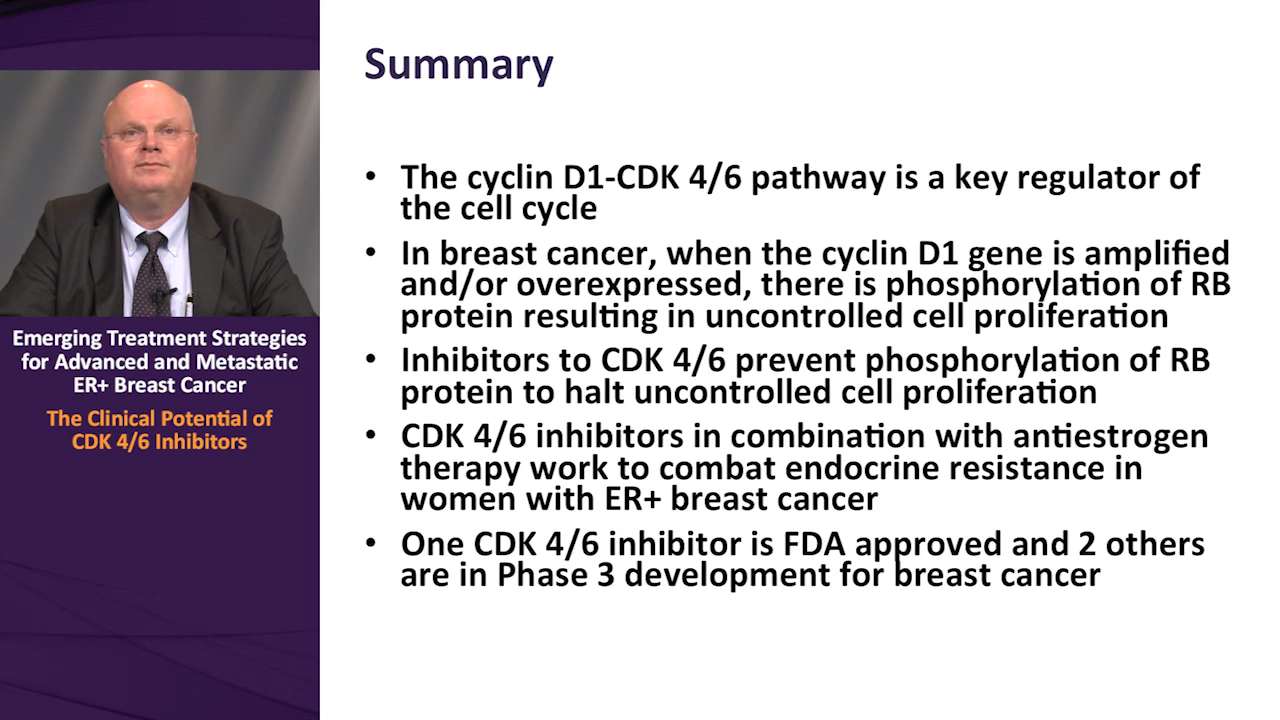 Summary
• The cyclin D1-CDK 4/6 pathway is a key regulator of
the cell cycle
• In breast cancer, when the cyclin D1 gene is amplified
and/or overexpressed, there is phosphorylation of RB
protein resulting in uncontrolled cell proliferation
• Inhibitors to CDK 4/6 prevent phosphorylation of RB
protein to halt uncontrolled cell proliferation
• CDK 4/6 inhibitors in combination with antiestrogen
therapy work to combat endocrine resistance in
women with ER+ breast cancer
• One CDK 4/6 inhibitor is FDA approved and 2 others
are in Phase 3 development for breast cancer
Emerging Treatment Strategies
for Advanced and Metastatic
ER+ Breast Cancer
The Clinical Potential of
CDK 4/6 Inhibitors